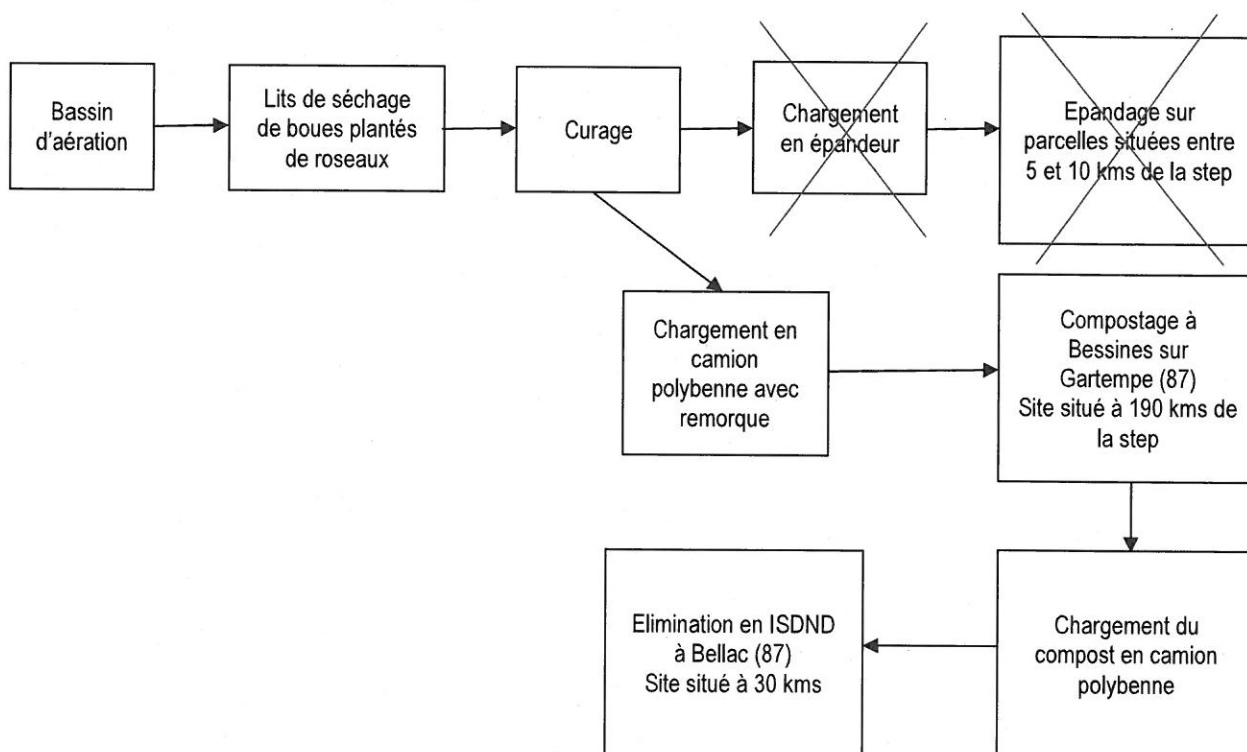 Bassin
d'aération
Lits de séchage
de boues plantés
de roseaux
Curage
Chargement
en épandeur
Epandage sur
parcelles situées entre
5 et 10 kms de la step
Chargement en
camion
polybenne avec
remorque
Compostage à
Bessines sur
Gartempe (87)
Site situé à 190 kms de
la step
Elimination en ISDND
à Bellac (87)
Site situé à 30 kms
Chargement du
compost en camion
polybenne